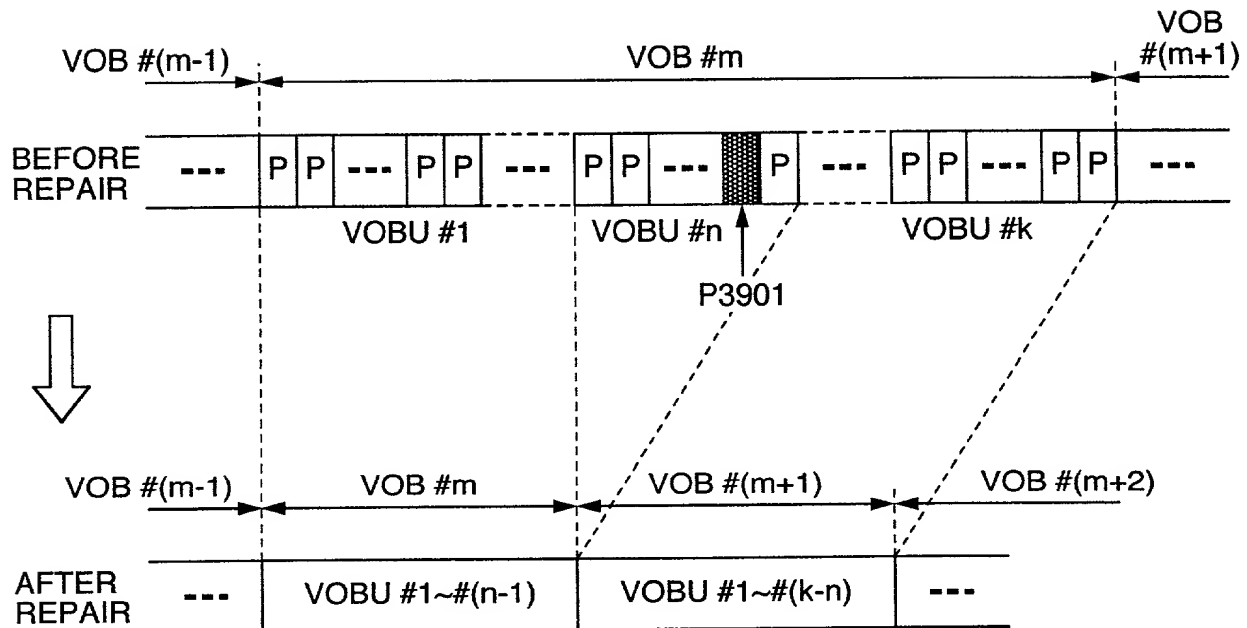 VOB #(m-1)
VOB #m
VOB
#(m+1)
BEFORE
REPAIR
--- P P --- P P --- P P --- P --- P P --- P P ---
VOBU #1
VOBU #n
VOBU #k
P3901
VOB #(m-1)
VOB #m
VOB #(m+1)
VOB #(m+2)
AFTER
REPAIR
--- VOBU #1~#(n-1) VOBU #1~#(k-n) ---